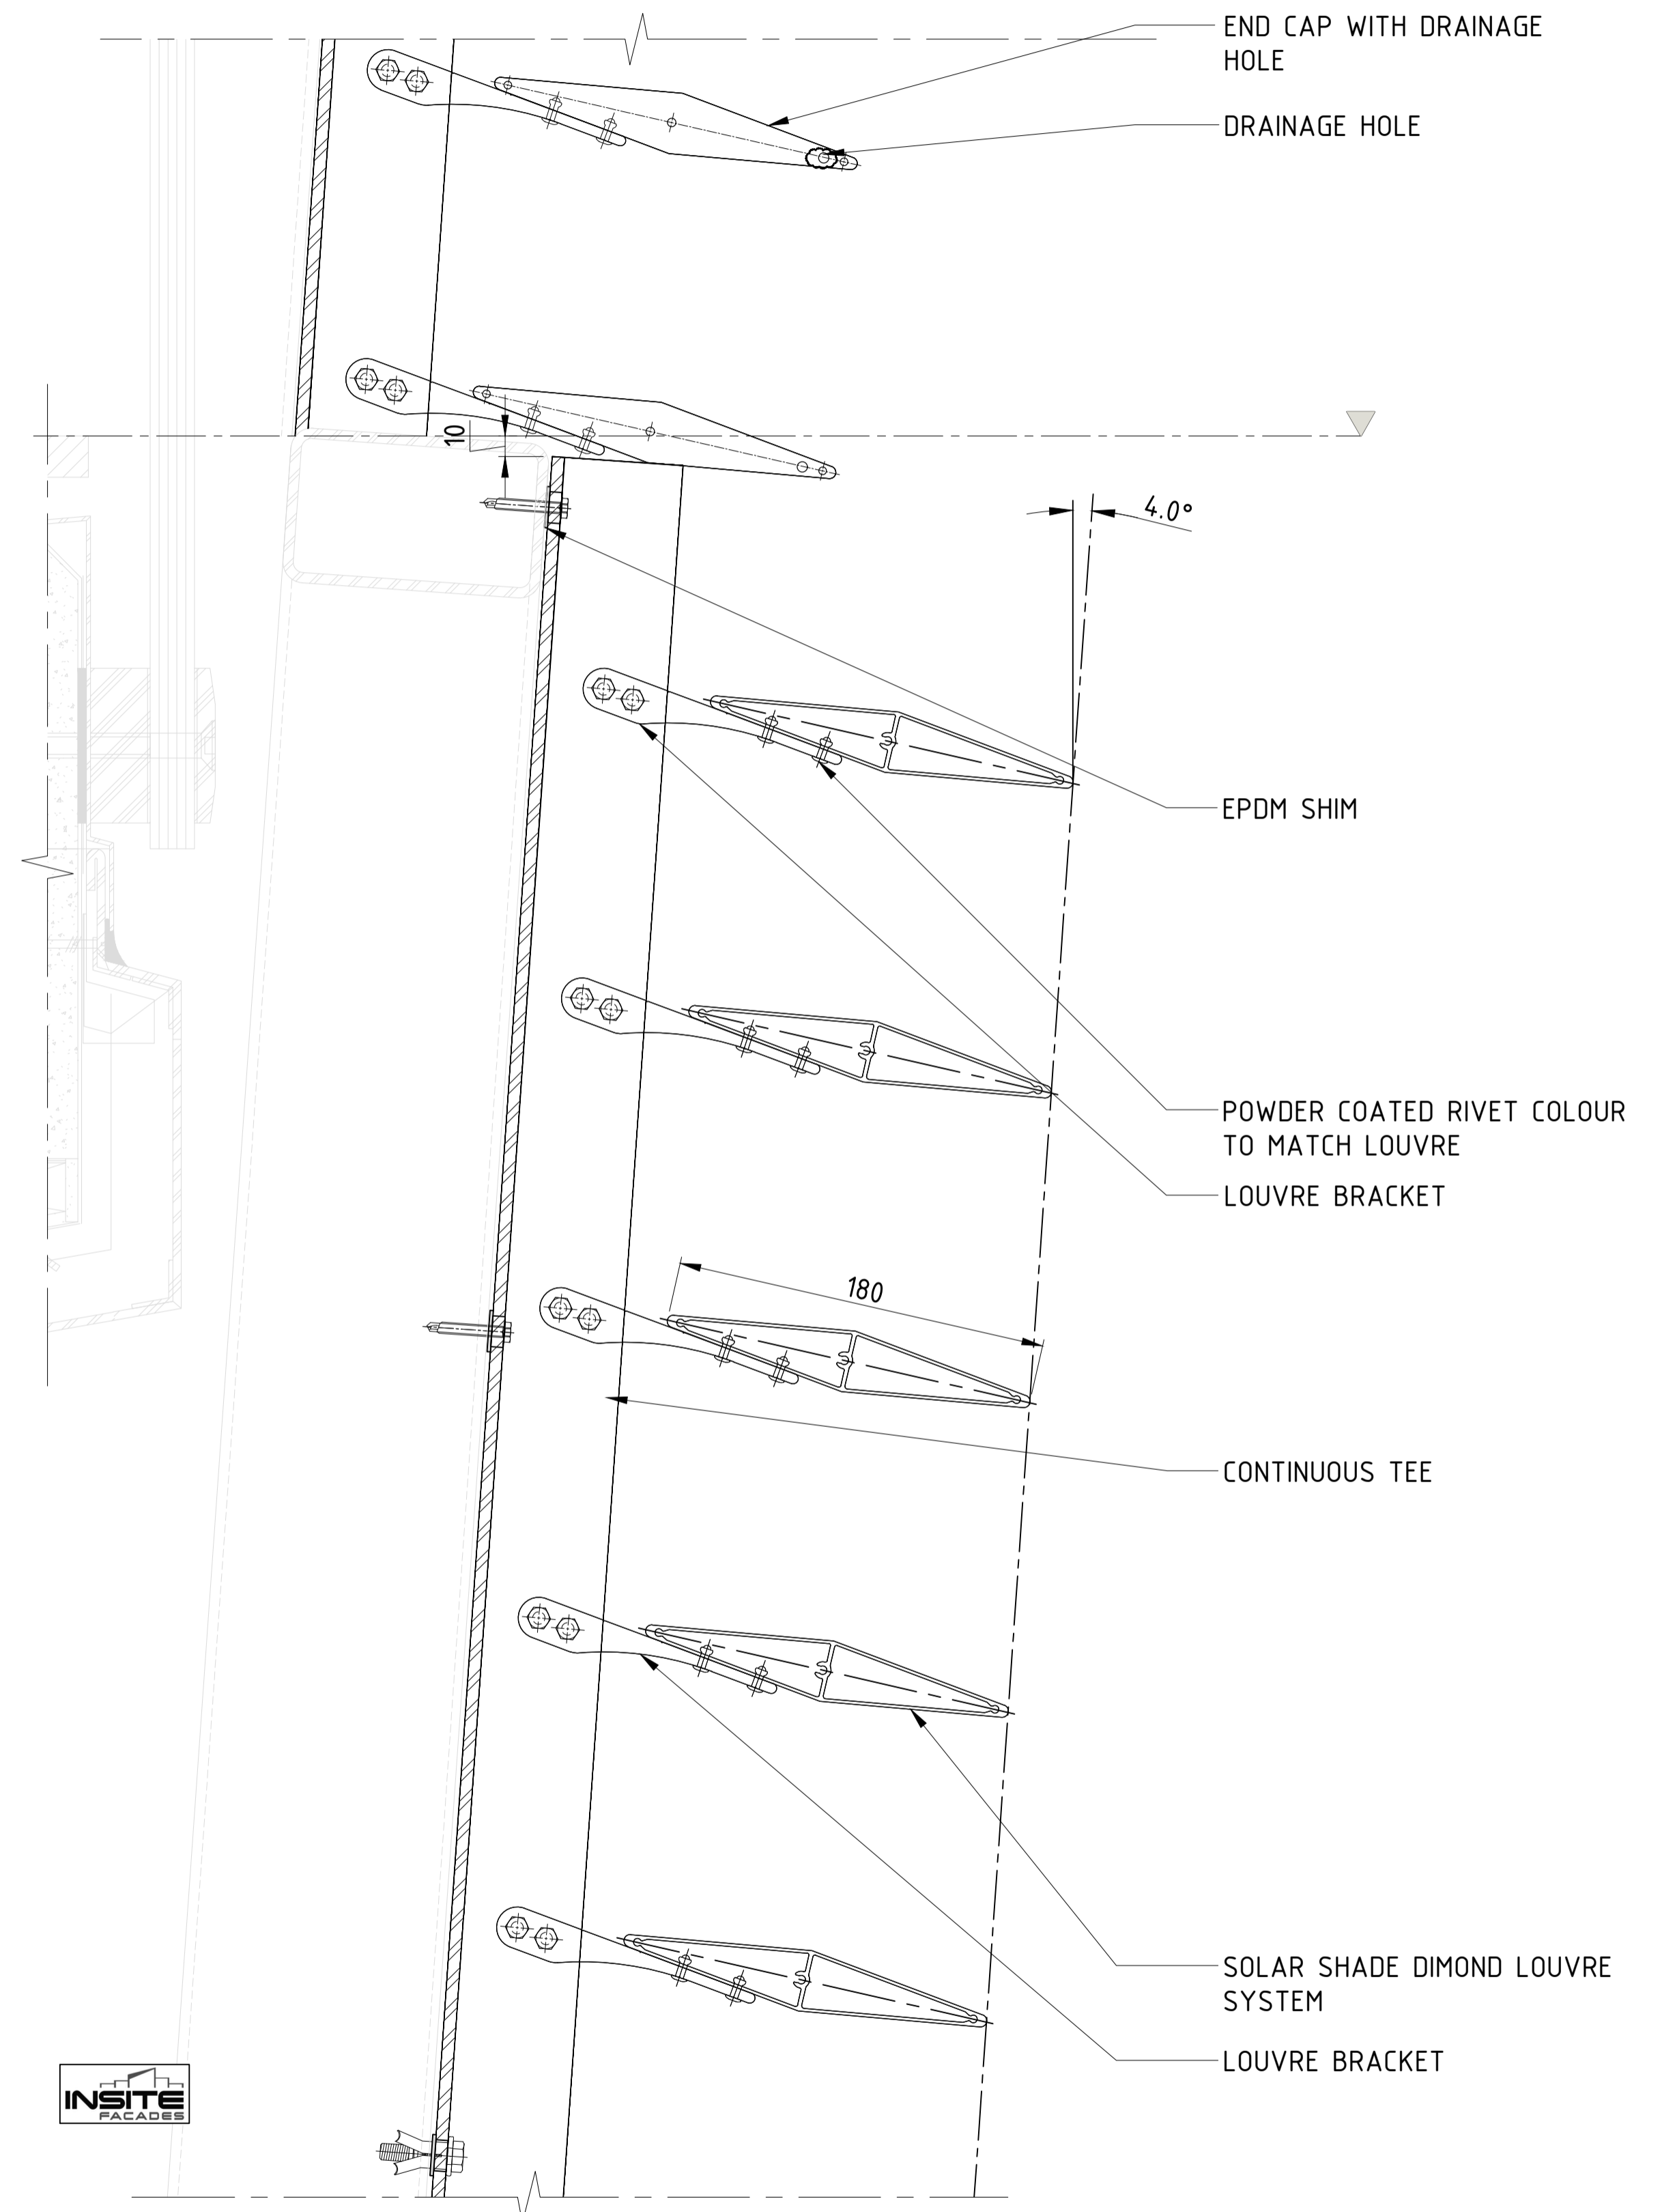 END CAP WITH DRAINAGE
HOLE
DRAINAGE HOLE
10
4.0°
EPDM SHIM
POWDER COATED RIVET COLOUR
TO MATCH LOUVRE
LOUVRE BRACKET
180
CONTINUOUS TEE
SOLAR SHADE DIMOND LOUVRE
SYSTEM
LOUVRE BRACKET
INSITE
FACADES